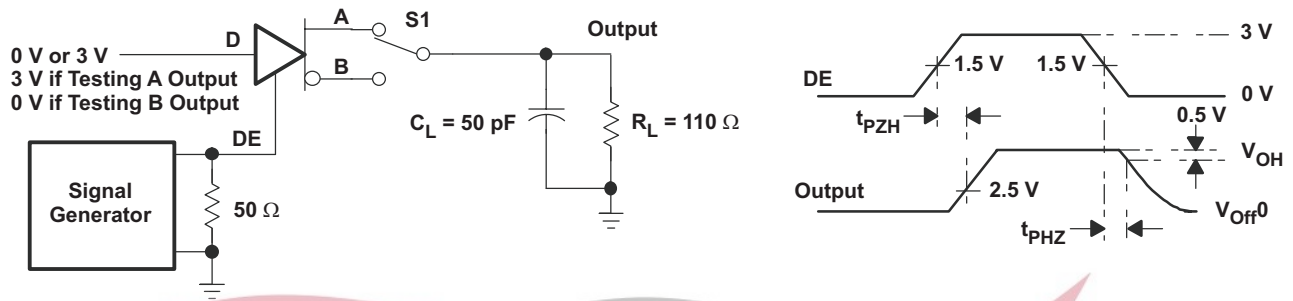 0 V or 3 V
3 V if Testing A Output
0 V if Testing B Output
D
A
B
S1
Output
DE
Signal
Generator
50 Ω
C_L = 50 pF
R_L = 110 Ω
DE
1.5 V
1.5 V
3 V
0 V
t_PZH
0.5 V
V_OH
Output
2.5 V
t_PHZ
V_Off0